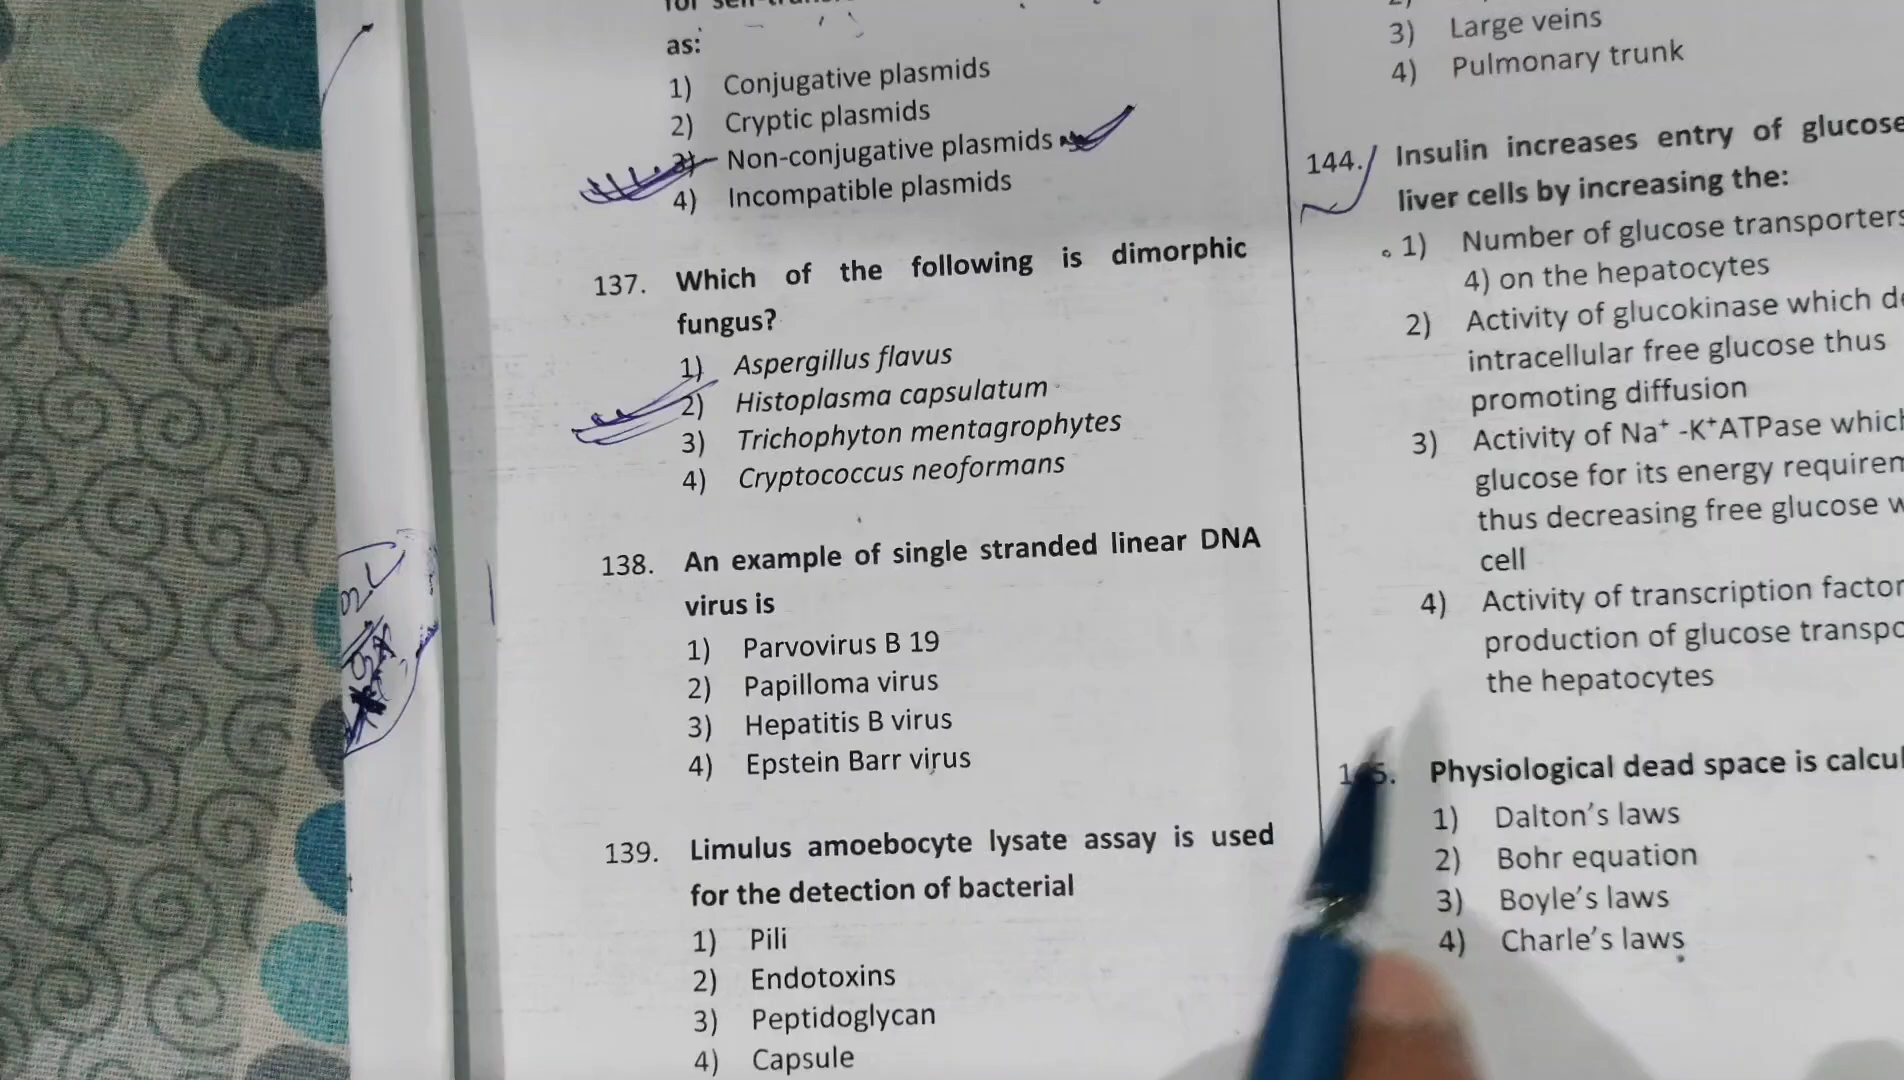 as:
1) Conjugative plasmids
2) Cryptic plasmids
3) Non-conjugative plasmids
4) Incompatible plasmids
137. Which of the following is dimorphic
fungus?
1) Aspergillus flavus
2) Histoplasma capsulatum
3) Trichophyton mentagrophytes
4) Cryptococcus neoformans
138. An example of single stranded linear DNA
virus is
1) Parvovirus B 19
2) Papilloma virus
3) Hepatitis B virus
4) Epstein Barr virus
139. Limulus amoebocyte lysate assay is used
for the detection of bacterial
1) Pili
2) Endotoxins
3) Peptidoglycan
4) Capsule
3) Large veins
4) Pulmonary trunk
144. Insulin increases entry of glucose
liver cells by increasing the:
1) Number of glucose transporters
4) on the hepatocytes
2) Activity of glucokinase which
intracellular free glucose thus
promoting diffusion
3) Activity of Na⁺ -K⁺ATPase which
glucose for its energy
thus decreasing free glucose
cell
4) Activity of transcription factor
production of glucose
the hepatocytes
Physiological dead space is
1) Dalton's laws
2) Bohr equation
3) Boyle's laws
4) Charle's laws